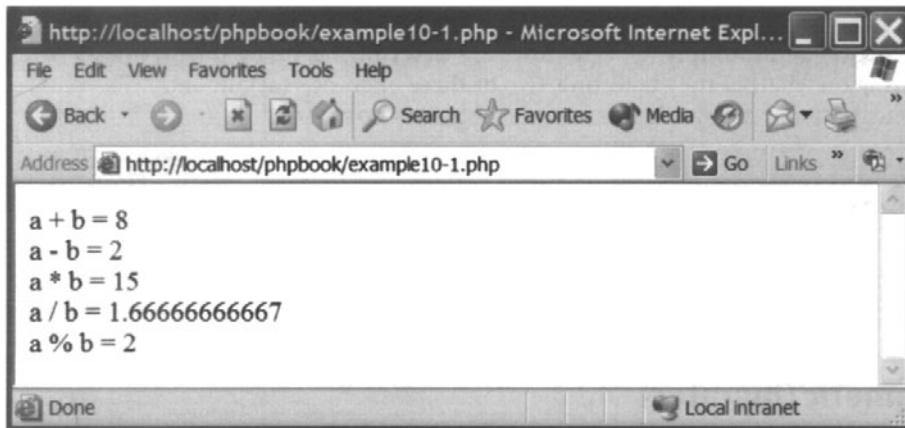 http://localhost/phpbook/example10-1.php - Microsoft Internet Expl...
File Edit View Favorites Tools Help
Back Search Favorites Media »
Address http://localhost/phpbook/example10-1.php Go Links »
a + b = 8
a - b = 2
a * b = 15
a / b = 1.66666666667
a % b = 2
Done Local intranet